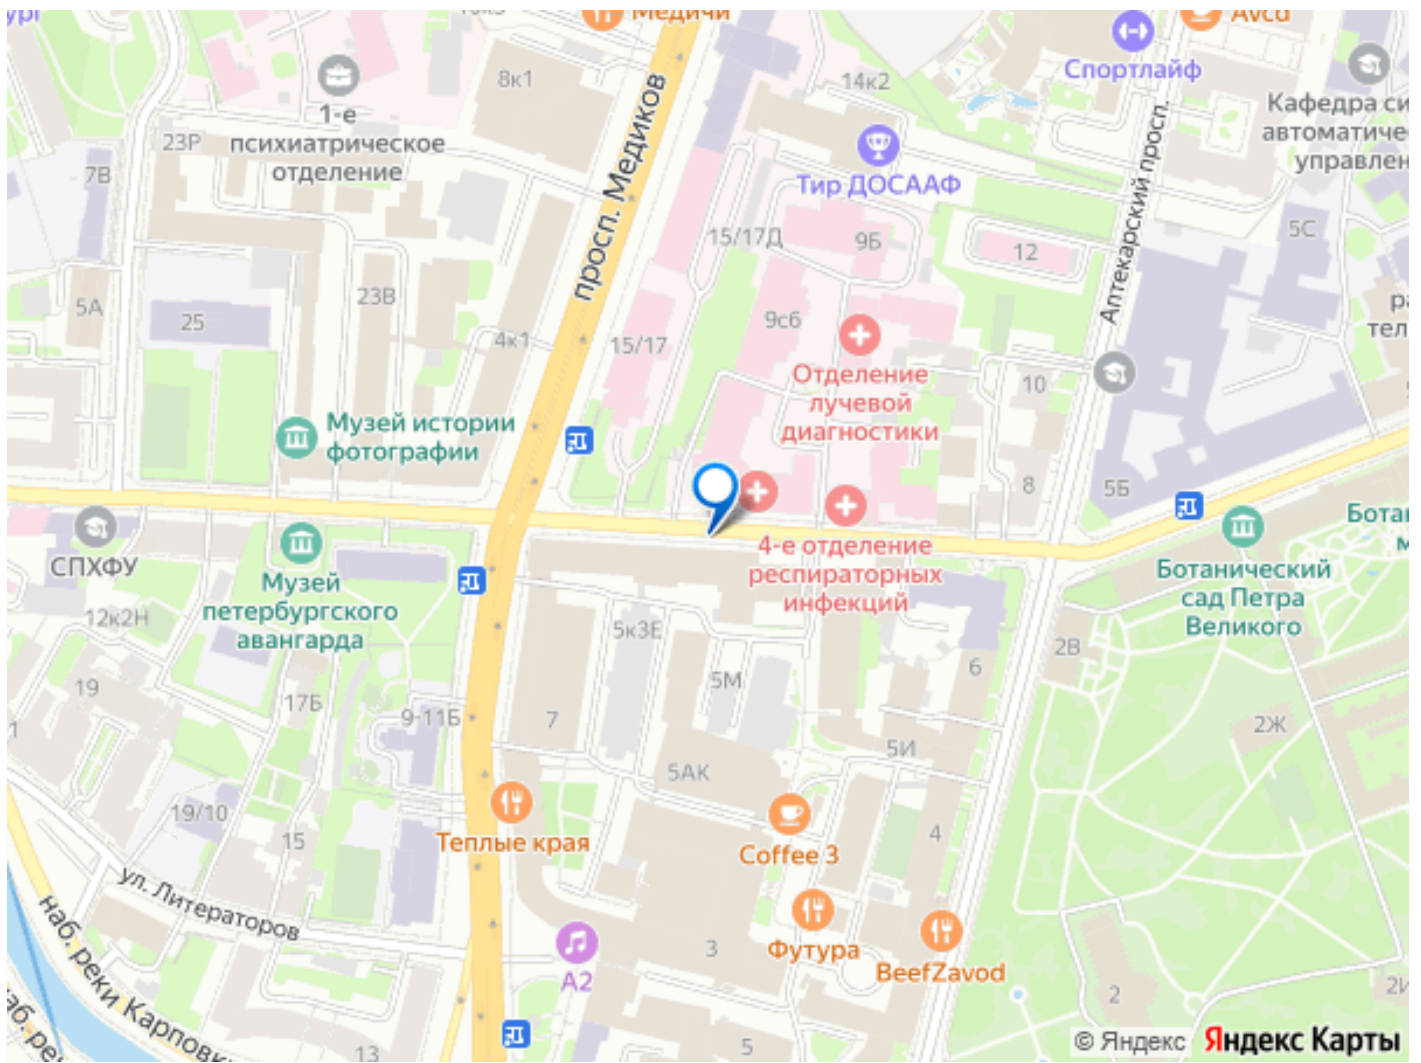 Медичи
Avcd
8к1
14к2
Спортлайф
1-е
психиатрическое
отделение
23Р
7В
просп. Медиков
Тир ДОСААФ
Аптекарский просп.
5С
15/17Д
9Б
12
5А
25
23В
4к1
15/17
9с6
Отделение
лучевой
диагностики
10
Музей истории
фотографии
8
5Б
СПХФУ
Музей
петербургского
авангарда
4-е отделение
респираторных
инфекций
Ботанический
сад Петра
Великого
12к2Н
5к3Е
5М
6
2В
19
17Б
9-11Б
7
5И
2Ж
5АК
19/10
15
Теплые края
Coffee 3
4
ул. Литераторов
наб. реки Карповки
А2
3
Футура
BeefZavod
2
13
5
© Яндекс Яндекс Карты